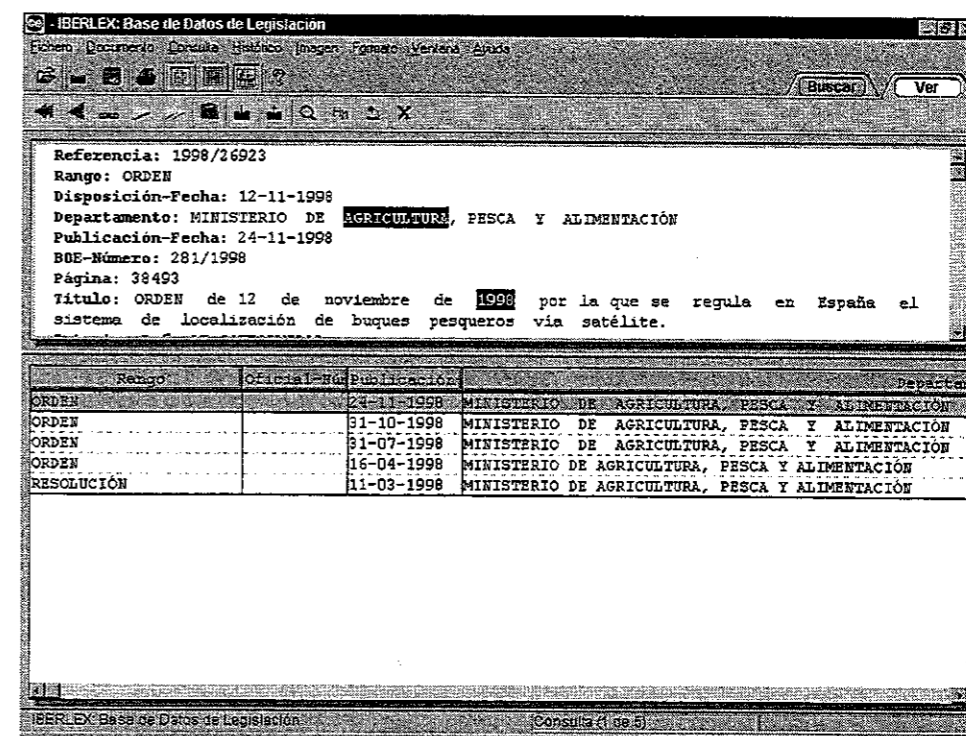 - IBERLEX: Base de Datos de Legislación
Fichero Documento Consulta Histórico Imagen Formato Ventana Ayuda
Buscar Ver
Referencia: 1998/26923
Rango: ORDEN
Disposición-Fecha: 12-11-1998
Departamento: MINISTERIO DE AGRICULTURA, PESCA Y ALIMENTACIÓN
Publicación-Fecha: 24-11-1998
BOE-Número: 281/1998
Página: 38493
Título: ORDEN de 12 de noviembre de 1998 por la que se regula en España el
sistema de localización de buques pesqueros vía satélite.
Rango Oficial-Núm Publicación Departam
ORDEN 24-11-1998 MINISTERIO DE AGRICULTURA, PESCA Y ALIMENTACIÓN
ORDEN 31-10-1998 MINISTERIO DE AGRICULTURA, PESCA Y ALIMENTACIÓN
ORDEN 31-07-1998 MINISTERIO DE AGRICULTURA, PESCA Y ALIMENTACIÓN
ORDEN 16-04-1998 MINISTERIO DE AGRICULTURA, PESCA Y ALIMENTACIÓN
RESOLUCIÓN 11-03-1998 MINISTERIO DE AGRICULTURA, PESCA Y ALIMENTACIÓN
IBERLEX: Base de Datos de Legislación Consulta (1 de 5)